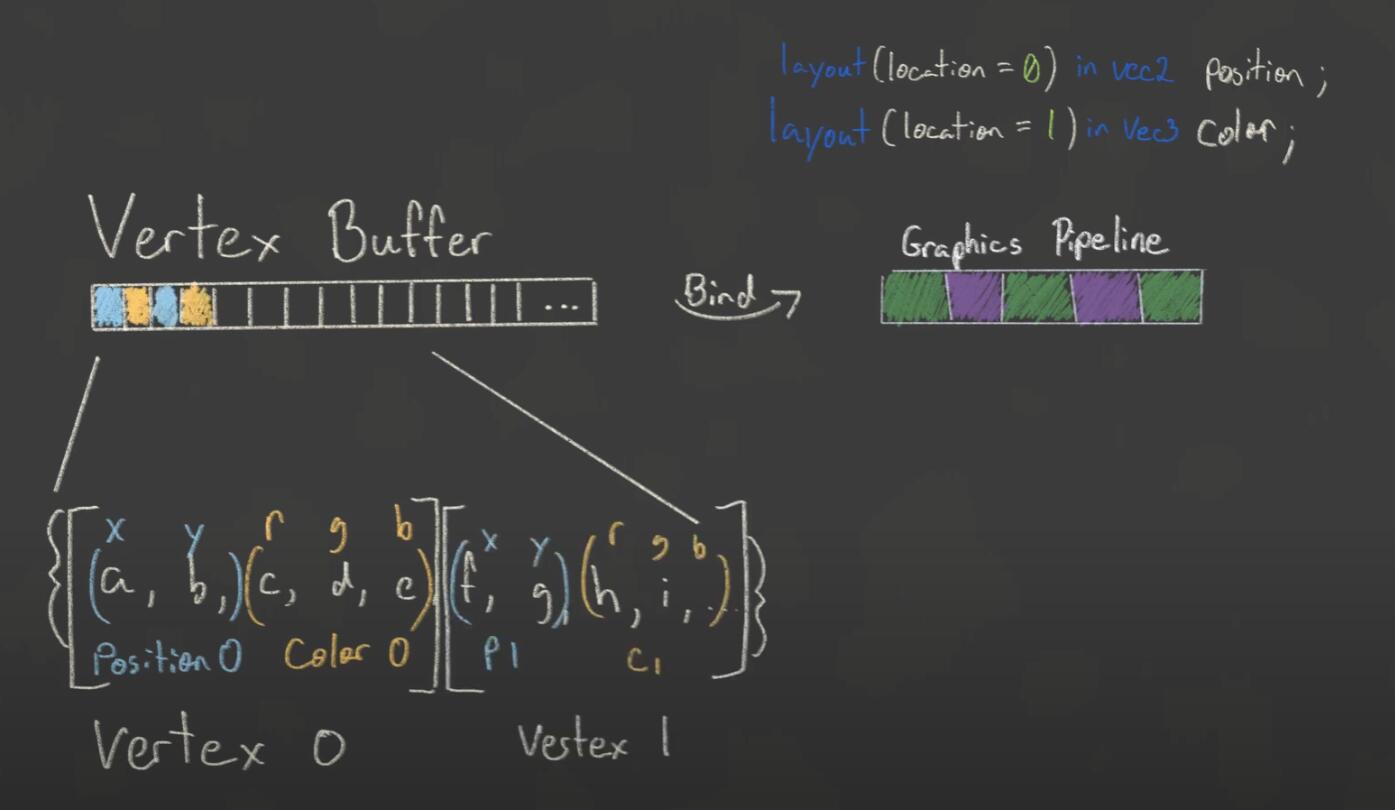 layout (location = 0) in vec2 position;
layout (location = 1) in vec3 color;
Vertex Buffer
...
Graphics Pipeline
Bind
x y r g b x y r g b
[(a, b,)(c, d, e)][(f, g),(h, i, ...)]
Position 0 Color 0 P1 C1
Vertex 0 Vestex 1